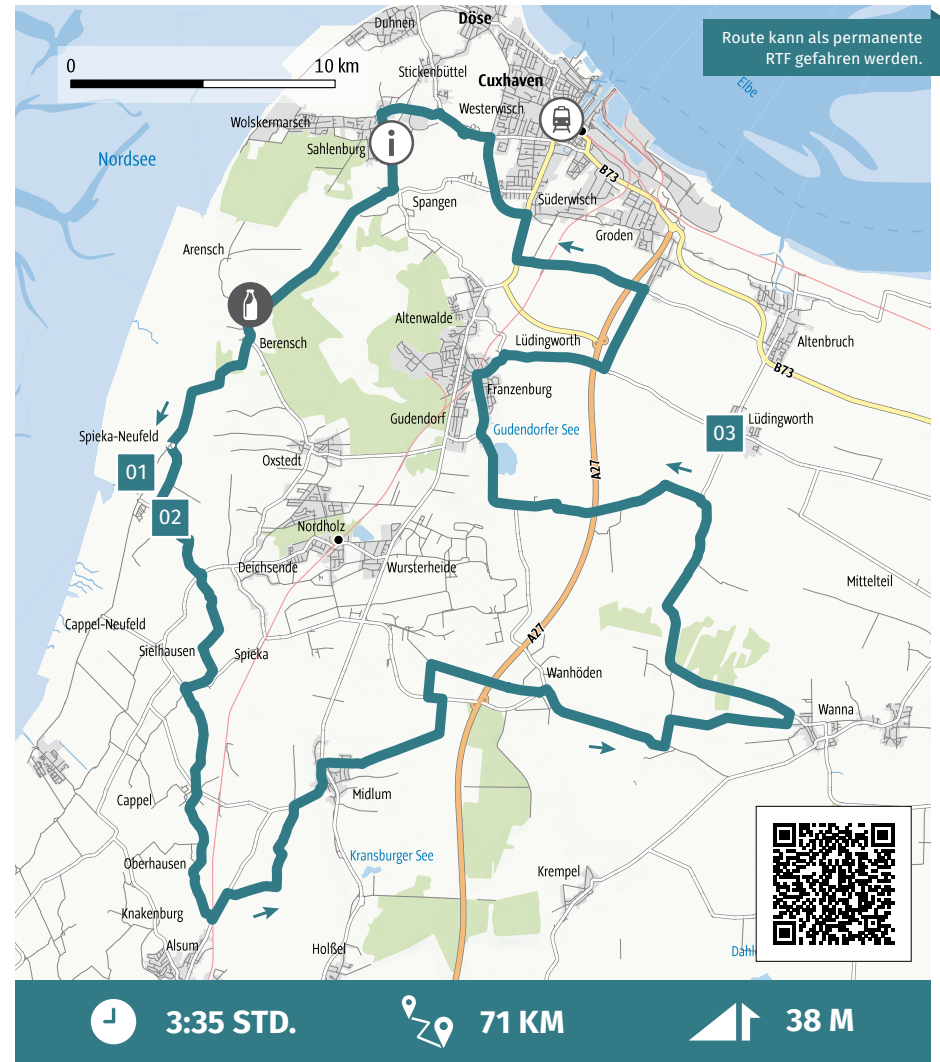 Döse
Duhnen
Route kann als permanente
RTF gefahren werden.
0
10 km
Stickenbüttel
Cuxhaven
Elbe
Westerwisch
Wolskermarsch
Sahlenburg
Nordsee
B73
Spangen
Süderwisch
Groden
Arensch
Altenwalde
Berensch
Lüdingworth
Altenbruch
B73
Franzenburg
Gudendorf
Lüdingworth
03
Gudendorfer See
Spieka-Neufeld
Oxstedt
A27
01
02
Nordholz
Deichsende
Wursterheide
Mittelteil
Cappel-Neufeld
A27
Sielhausen
Spieka
Wanhöden
Wanna
Midlum
Cappel
Kransburger See
Oberhausen
Krempel
Knakenburg
Alsum
Holßel
Dahl
3:35 STD.
71 KM
38 M